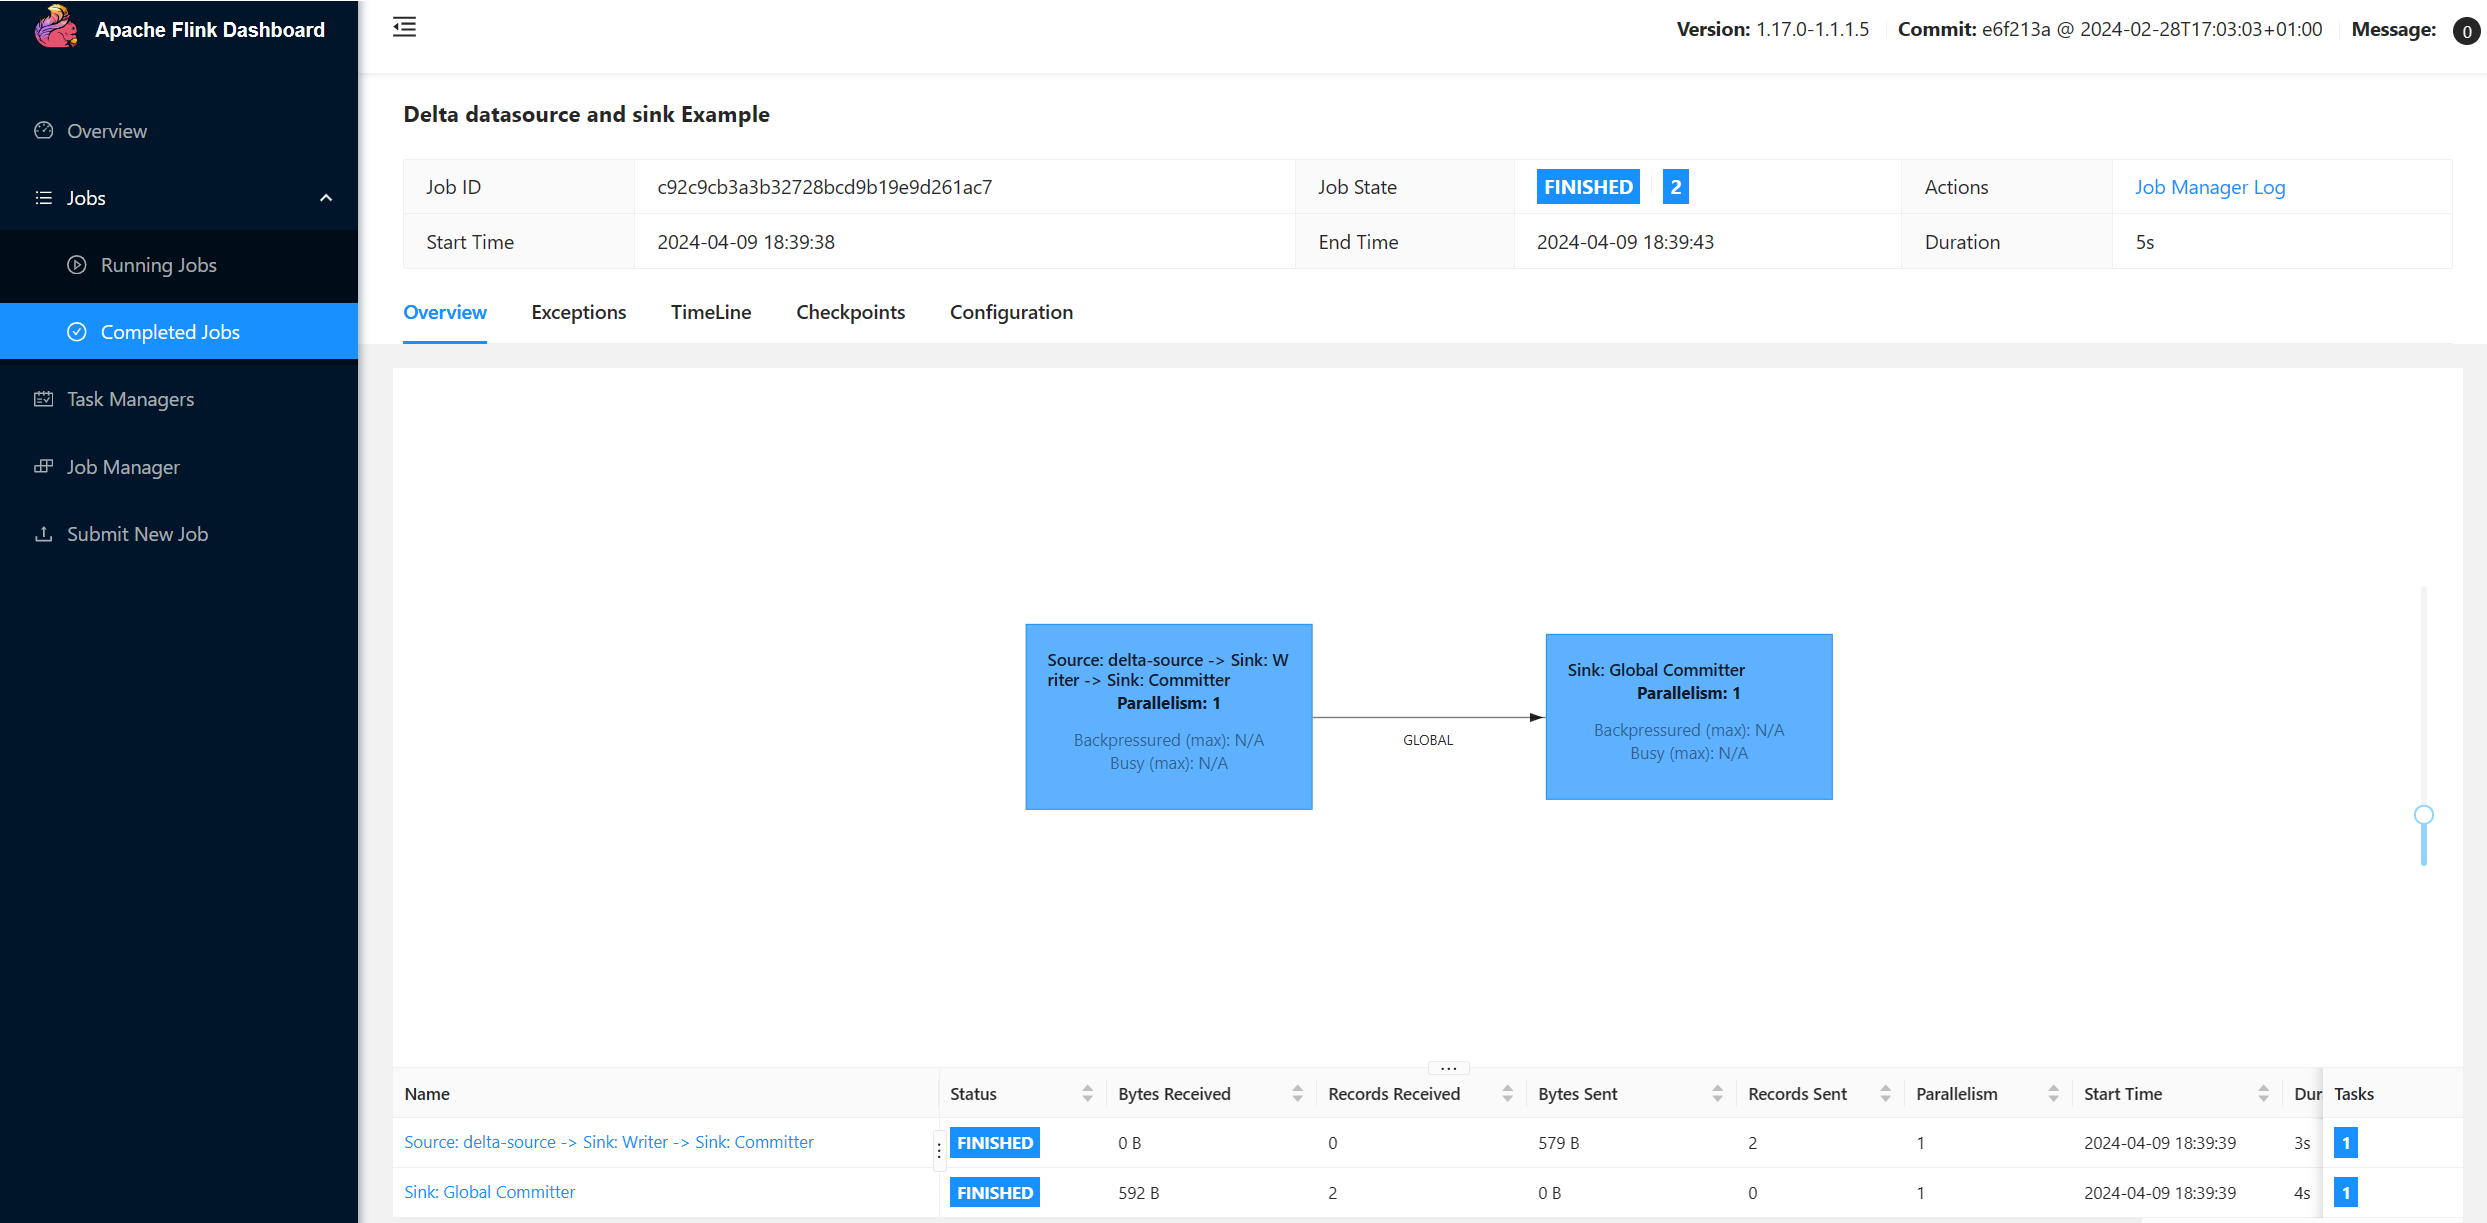 Apache Flink Dashboard
Version: 1.17.0-1.1.1.5 Commit: e6f213a @ 2024-02-28T17:03:03+01:00 Message: 0
Overview
Jobs
Running Jobs
Completed Jobs
Task Managers
Job Manager
Submit New Job
Delta datasource and sink Example
Job ID c92c9cb3a3b32728bcd9b19e9d261ac7 Job State FINISHED 2 Actions Job Manager Log
Start Time 2024-04-09 18:39:38 End Time 2024-04-09 18:39:43 Duration 5s
Overview Exceptions TimeLine Checkpoints Configuration
Source: delta-source -> Sink: W
riter -> Sink: Committer
Parallelism: 1
Backpressured (max): N/A
Busy (max): N/A
GLOBAL
Sink: Global Committer
Parallelism: 1
Backpressured (max): N/A
Busy (max): N/A
Name Status Bytes Received Records Received Bytes Sent Records Sent Parallelism Start Time Dur Tasks
Source: delta-source -> Sink: Writer -> Sink: Committer FINISHED 0 B 0 579 B 2 1 2024-04-09 18:39:39 3s 1
Sink: Global Committer FINISHED 592 B 2 0 B 0 1 2024-04-09 18:39:39 4s 1